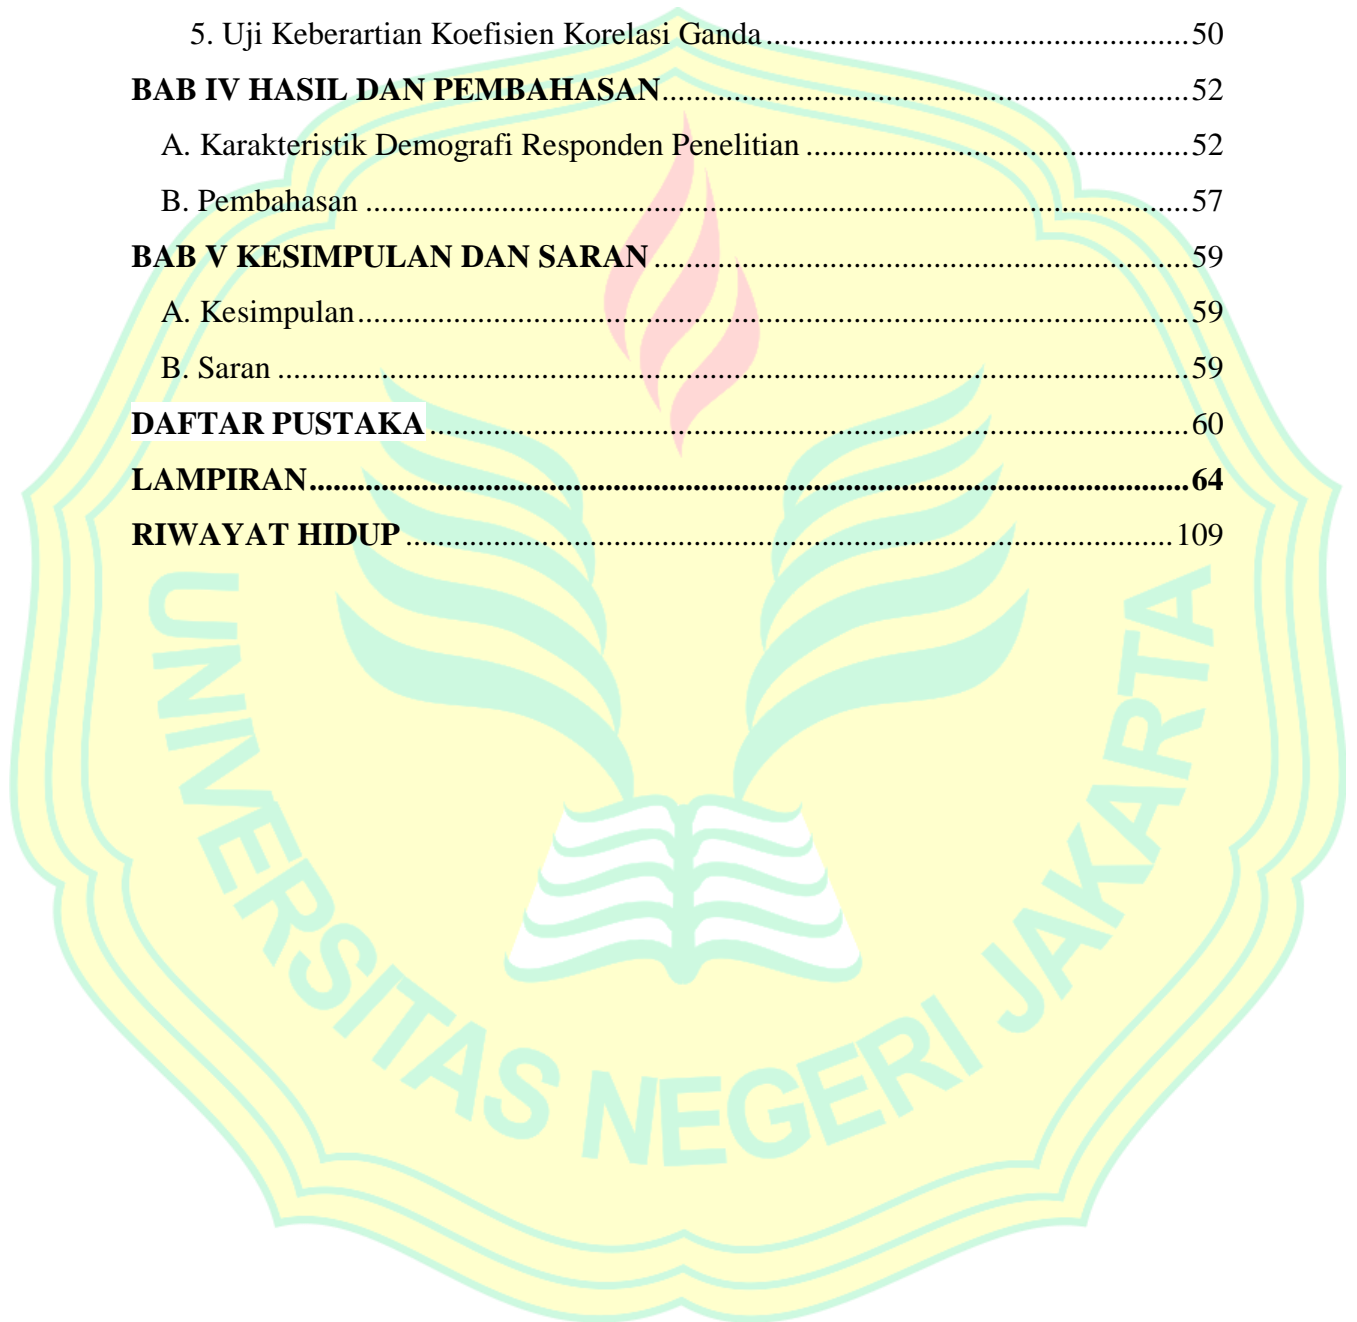 5. Uji Keberartian Koefisien Korelasi Ganda.......................................................50
BAB IV HASIL DAN PEMBAHASAN....................................................................52
A. Karakteristik Demografi Responden Penelitian..................................................52
B. Pembahasan..........................................................................................................57
BAB V KESIMPULAN DAN SARAN.....................................................................59
A. Kesimpulan...........................................................................................................59
B. Saran.....................................................................................................................59
DAFTAR PUSTAKA.................................................................................................60
LAMPIRAN................................................................................................................64
RIWAYAT HIDUP..................................................................................................109
UNIVERSITAS NEGERI JAKARTA